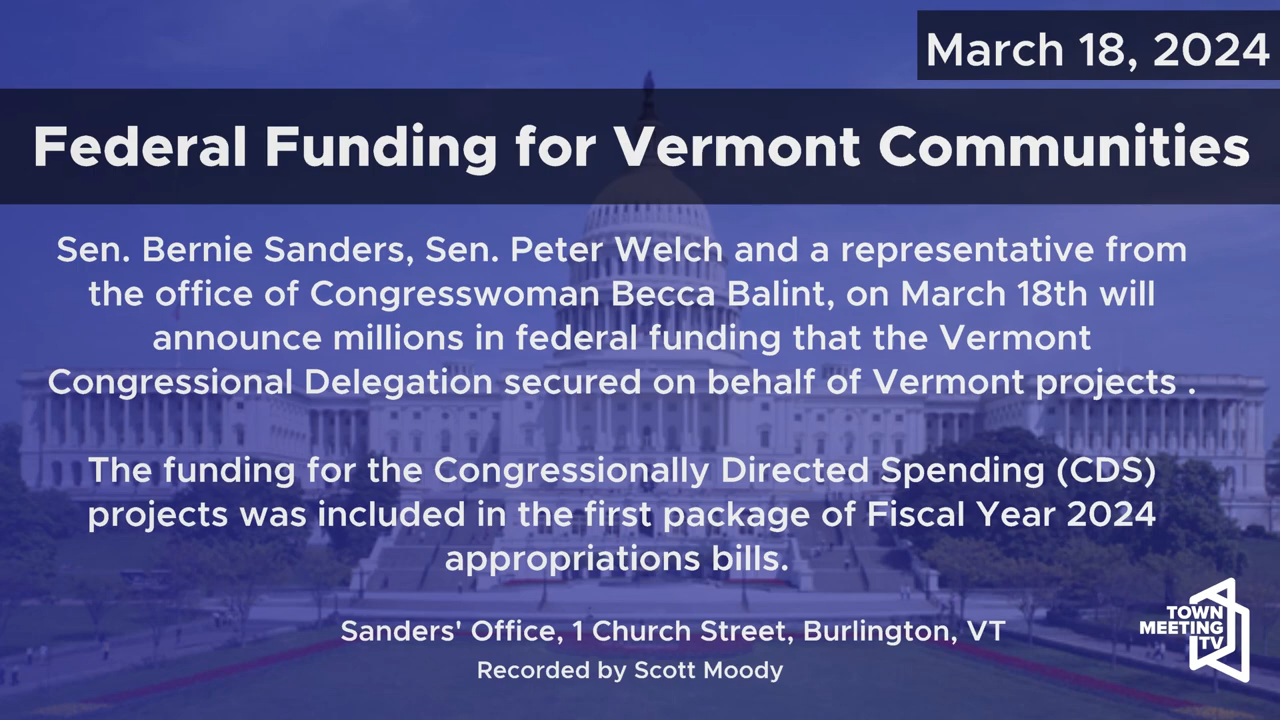 March 18, 2024
Federal Funding for Vermont Communities
Sen. Bernie Sanders, Sen. Peter Welch and a representative from
the office of Congresswoman Becca Balint, on March 18th will
announce millions in federal funding that the Vermont
Congressional Delegation secured on behalf of Vermont projects .
The funding for the Congressionally Directed Spending (CDS)
projects was included in the first package of Fiscal Year 2024
appropriations bills.
Sanders' Office, 1 Church Street, Burlington, VT
Recorded by Scott Moody
TOWN
MEETING
TV